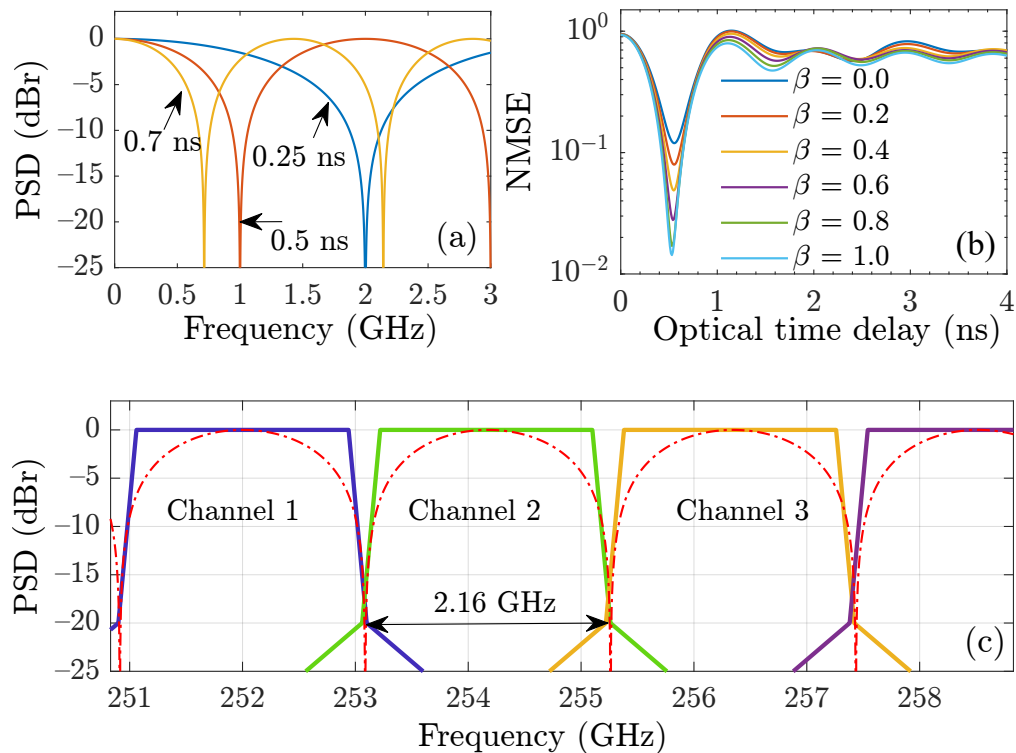 PSD (dBr)
0
−5
−10
−15
−20
−25
0.7 ns
0.25 ns
0.5 ns
(a)
0
0.5
1
1.5
2
2.5
3
Frequency (GHz)
NMSE
10⁰
10⁻¹
10⁻²
β = 0.0
β = 0.2
β = 0.4
β = 0.6
β = 0.8
β = 1.0
(b)
0
1
2
3
4
Optical time delay (ns)
PSD (dBr)
0
−5
−10
−15
−20
−25
Channel 1
Channel 2
Channel 3
2.16 GHz
(c)
251
252
253
254
255
256
257
258
Frequency (GHz)